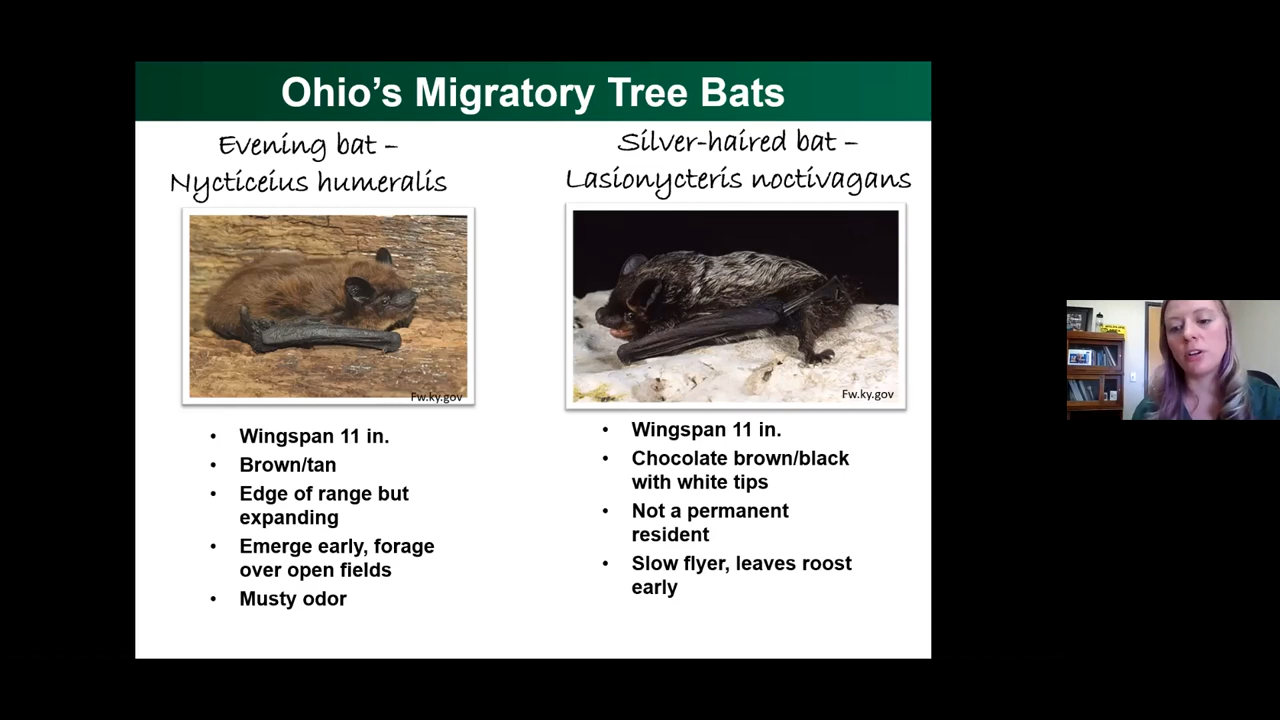 Ohio's Migratory Tree Bats
Evening bat –
Nycticeius humeralis
Fw.ky.gov
• Wingspan 11 in.
• Brown/tan
• Edge of range but
expanding
• Emerge early, forage
over open fields
• Musty odor
Silver-haired bat –
Lasionycteris noctivagans
Fw.ky.gov
• Wingspan 11 in.
• Chocolate brown/black
with white tips
• Not a permanent
resident
• Slow flyer, leaves roost
early